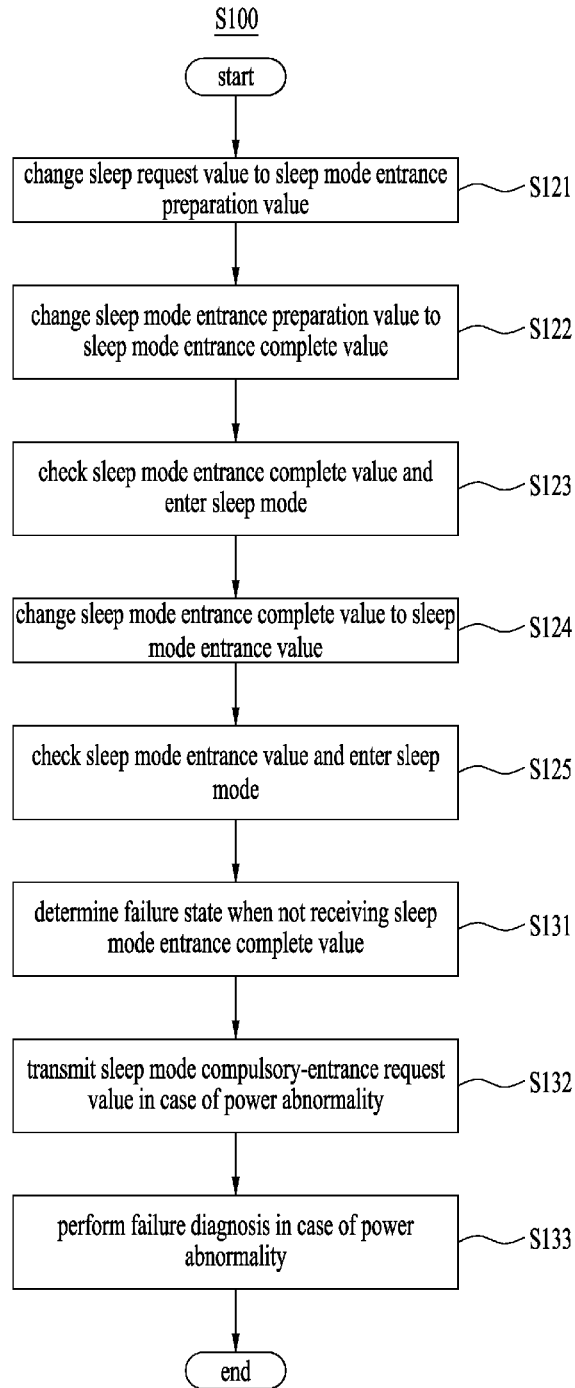 S100
start
change sleep request value to sleep mode entrance
preparation value
S121
change sleep mode entrance preparation value to
sleep mode entrance complete value
S122
check sleep mode entrance complete value and
enter sleep mode
S123
change sleep mode entrance complete value to sleep
mode entrance value
S124
check sleep mode entrance value and enter sleep
mode
S125
determine failure state when not receiving sleep
mode entrance complete value
S131
transmit sleep mode compulsory-entrance request
value in case of power abnormality
S132
perform failure diagnosis in case of power
abnormality
S133
end